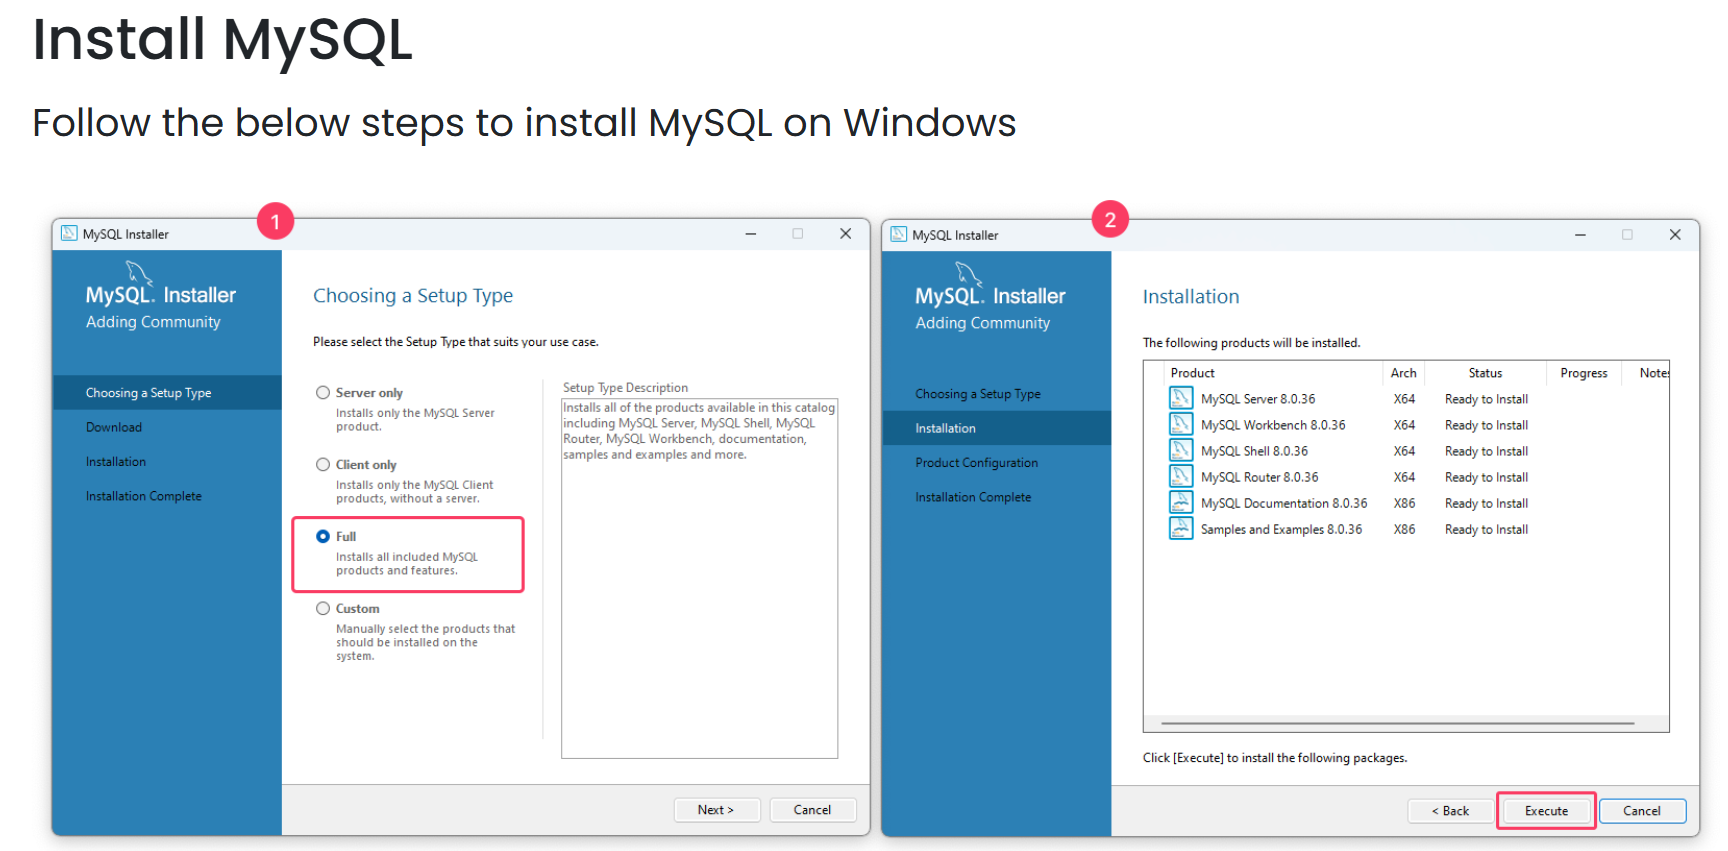 Install MySQL
Follow the below steps to install MySQL on Windows
1
MySQL Installer
MySQL. Installer
Adding Community
Choosing a Setup Type
Download
Installation
Installation Complete
Choosing a Setup Type
Please select the Setup Type that suits your use case.
Server only
Installs only the MySQL Server
product.
Client only
Installs only the MySQL Client
products, without a server.
Full
Installs all included MySQL
products and features.
Custom
Manually select the products that
should be installed on the
system.
Setup Type Description
Installs all of the products available in this catalog
including MySQL Server, MySQL Shell, MySQL
Router, MySQL Workbench, documentation,
samples and examples and more.
Next >
Cancel
2
MySQL Installer
MySQL. Installer
Adding Community
Choosing a Setup Type
Installation
Product Configuration
Installation Complete
Installation
The following products will be installed.
Product Arch Status Progress Notes
MySQL Server 8.0.36 X64 Ready to Install
MySQL Workbench 8.0.36 X64 Ready to Install
MySQL Shell 8.0.36 X64 Ready to Install
MySQL Router 8.0.36 X64 Ready to Install
MySQL Documentation 8.0.36 X86 Ready to Install
Samples and Examples 8.0.36 X86 Ready to Install
Click [Execute] to install the following packages.
< Back
Execute
Cancel